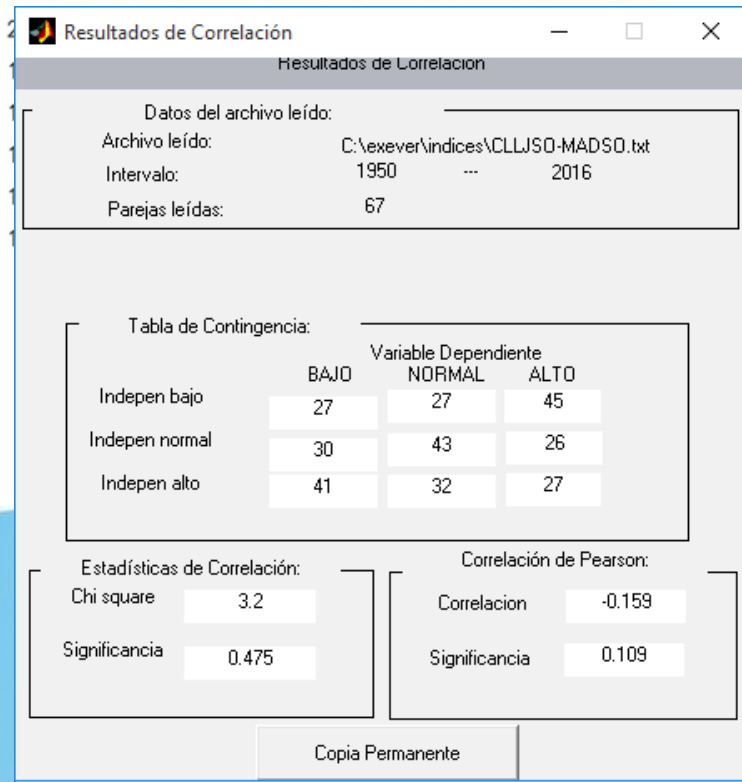 Resultados de Correlación
Resultados de Correlación
Datos del archivo leído:
Archivo leído: C:\exever\indices\CLLJSO-MADSO.txt
Intervalo: 1950 --- 2016
Parejas leídas: 67
Tabla de Contingencia:
Variable Dependiente
BAJO NORMAL ALTO
Indepen bajo 27 27 45
Indepen normal 30 43 26
Indepen alto 41 32 27
Estadísticas de Correlación:
Chi square 3.2
Significancia 0.475
Correlación de Pearson:
Correlacion -0.159
Significancia 0.109
Copia Permanente